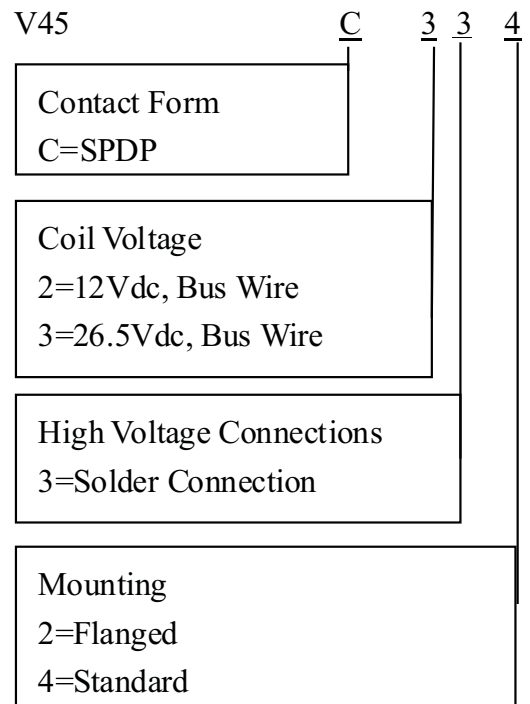 V45 C 3 3 4
Contact Form
C=SPDP
Coil Voltage
2=12Vdc, Bus Wire
3=26.5Vdc, Bus Wire
High Voltage Connections
3=Solder Connection
Mounting
2=Flanged
4=Standard